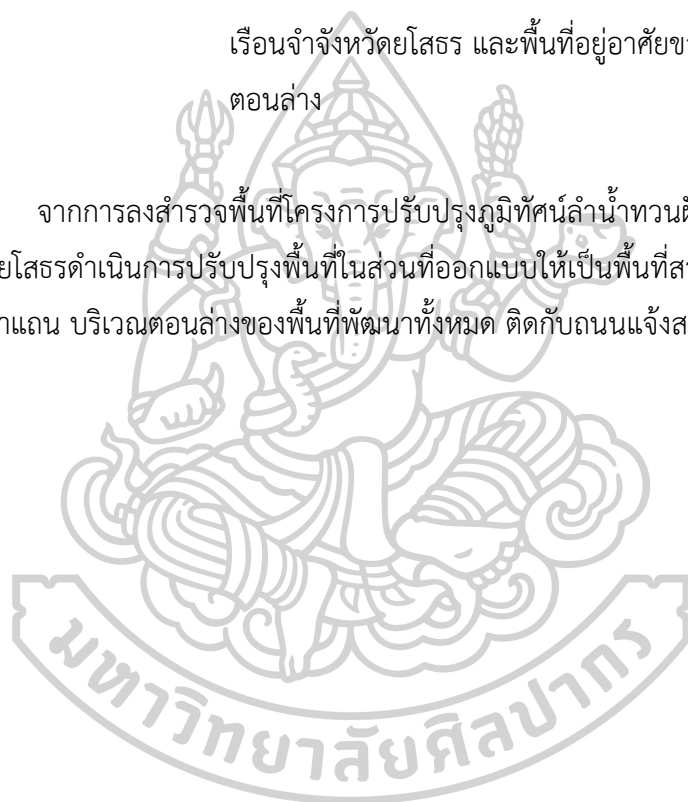 เรือนจำจังหวัดยโสธร และพื้นที่อยู่อาศัยข
ตอนล่าง
จากการลงสำรวจพื้นที่โครงการปรับปรุงภูมิทัศน์ลำน้ำทวนฝั
ยโสธรดำเนินการปรับปรุงพื้นที่ในส่วนที่ออกแบบให้เป็นพื้นที่สา
าแถน บริเวณตอนล่างของพื้นที่พัฒนาทั้งหมด ติดกับถนนแจ้งส
มหาวิทยาลัยศิลปากร